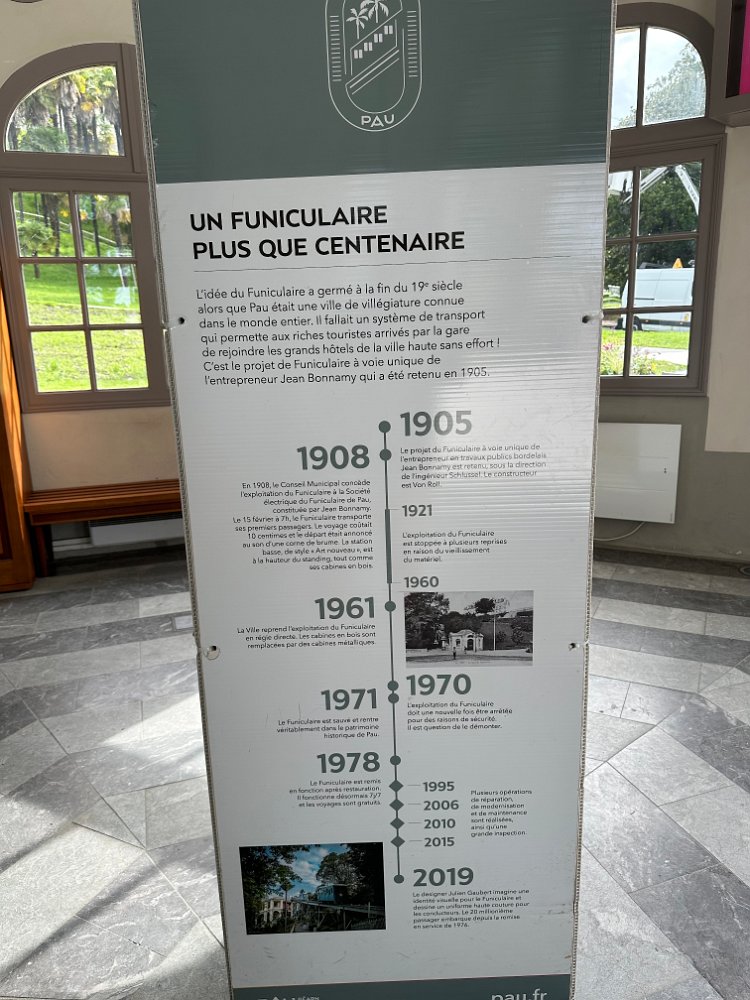 PAU
UN FUNICULAIRE
PLUS QUE CENTENAIRE
L'idée du Funiculaire a germé à la fin du 19e siècle
alors que Pau était une ville de villégiature connue
dans le monde entier. Il fallait un système de transport
qui permette aux riches touristes arrivés par la gare
de rejoindre les grands hôtels de la ville haute sans effort !
C'est le projet de Funiculaire à voie unique de
l'entrepreneur Jean Bonnamy qui a été retenu en 1905.
1905
Le projet du Funiculaire à voie unique de
l'entrepreneur en travaux publics bordelais
Jean Bonnamy est retenu, sous la direction
de l'ingénieur Schlüssel. Le constructeur
est Von Roll.
1908
En 1908, le Conseil Municipal concède
l'exploitation du Funiculaire à la Société
électrique du Funiculaire de Pau,
constituée par Jean Bonnamy.
Le 15 février à 7h, le Funiculaire transporte
ses premiers passagers. Le voyage coûtait
10 centimes et le départ était annoncé
au son d'une corne de brume. La station
basse, de style « Art nouveau », est
à la hauteur du standing, tout comme
ses cabines en bois.
1921
L'exploitation du Funiculaire
est stoppée à plusieurs reprises
en raison du vieillissement
du matériel.
1960
1961
La Ville reprend l'exploitation du Funiculaire
en régie directe. Les cabines en bois sont
remplacées par des cabines métalliques.
1970
L'exploitation du Funiculaire
doit une nouvelle fois être arrêtée
pour des raisons de sécurité.
Il est question de le démonter.
1971
Le Funiculaire est sauvé et rentre
véritablement dans le patrimoine
historique de Pau.
1978
Le Funiculaire est remis
en fonction après restauration.
Il fonctionne désormais 7j/7
et les voyages sont gratuits.
1995
2006
2010
2015
Plusieurs opérations
de réparation,
de modernisation
et de maintenance
sont réalisées,
ainsi qu'une
grande inspection.
2019
Le designer Julien Gaubert imagine une
identité visuelle pour le Funiculaire et
dessine un uniforme haute couture pour
les conducteurs. Le 20 millionième
passager embarque depuis la remise
en service de 1978.
pau.fr